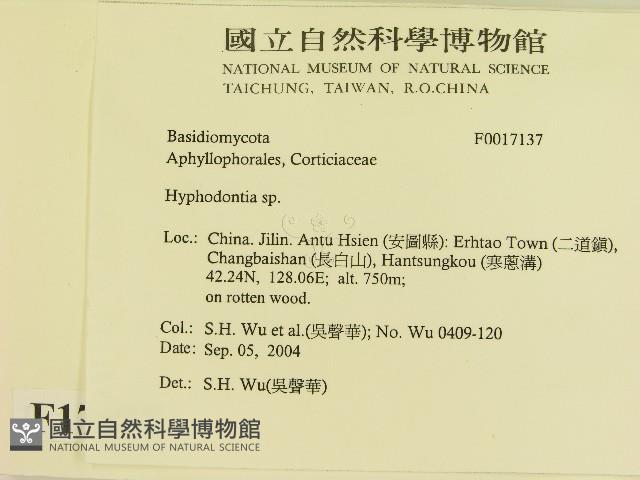 國立自然科學博物館
NATIONAL MUSEUM OF NATURAL SCIENCE
TAICHUNG, TAIWAN, R.O.CHINA
Basidiomycota F0017137
Aphyllophorales, Corticiaceae
Hyphodontia sp.
Loc.: China. Jilin. Antu Hsien (安圖縣): Erhtao Town (二道鎮),
Changbaishan (長白山), Hantsungkou (寒蔥溝)
42.24N, 128.06E; alt. 750m;
on rotten wood.
Col.: S.H. Wu et al.(吳聲華); No. Wu 0409-120
Date: Sep. 05, 2004
Det.: S.H. Wu(吳聲華)
國立自然科學博物館
NATIONAL MUSEUM OF NATURAL SCIENCE